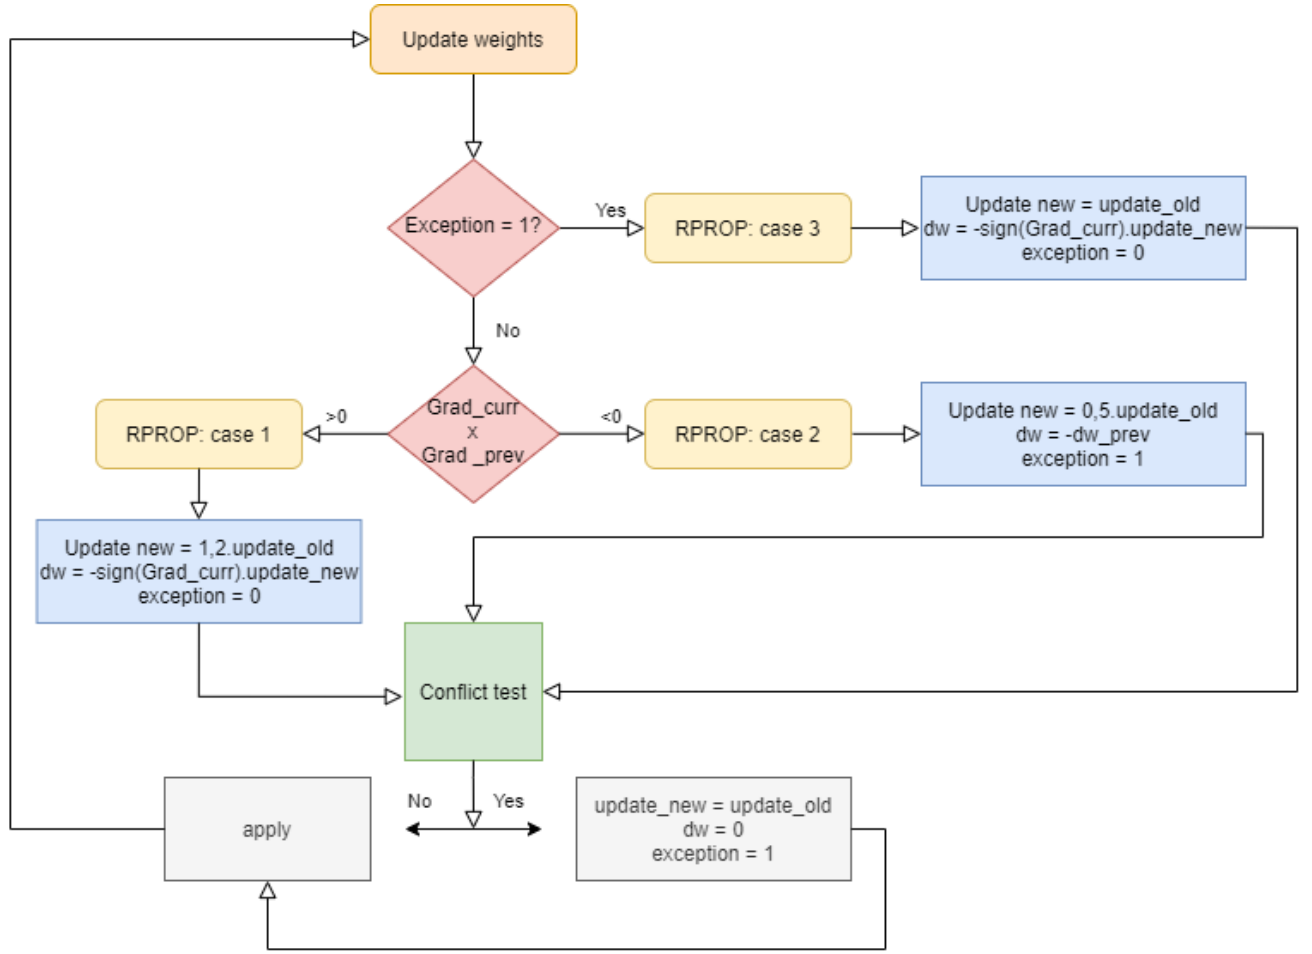 Update weights
Exception = 1?
Yes
RPROP: case 3
Update new = update_old
dw = -sign(Grad_curr).update_new
exception = 0
No
Grad_curr
x
Grad _prev
>0
RPROP: case 1
<0
RPROP: case 2
Update new = 0,5.update_old
dw = -dw_prev
exception = 1
Update new = 1,2.update_old
dw = -sign(Grad_curr).update_new
exception = 0
Conflict test
No
Yes
apply
update_new = update_old
dw = 0
exception = 1